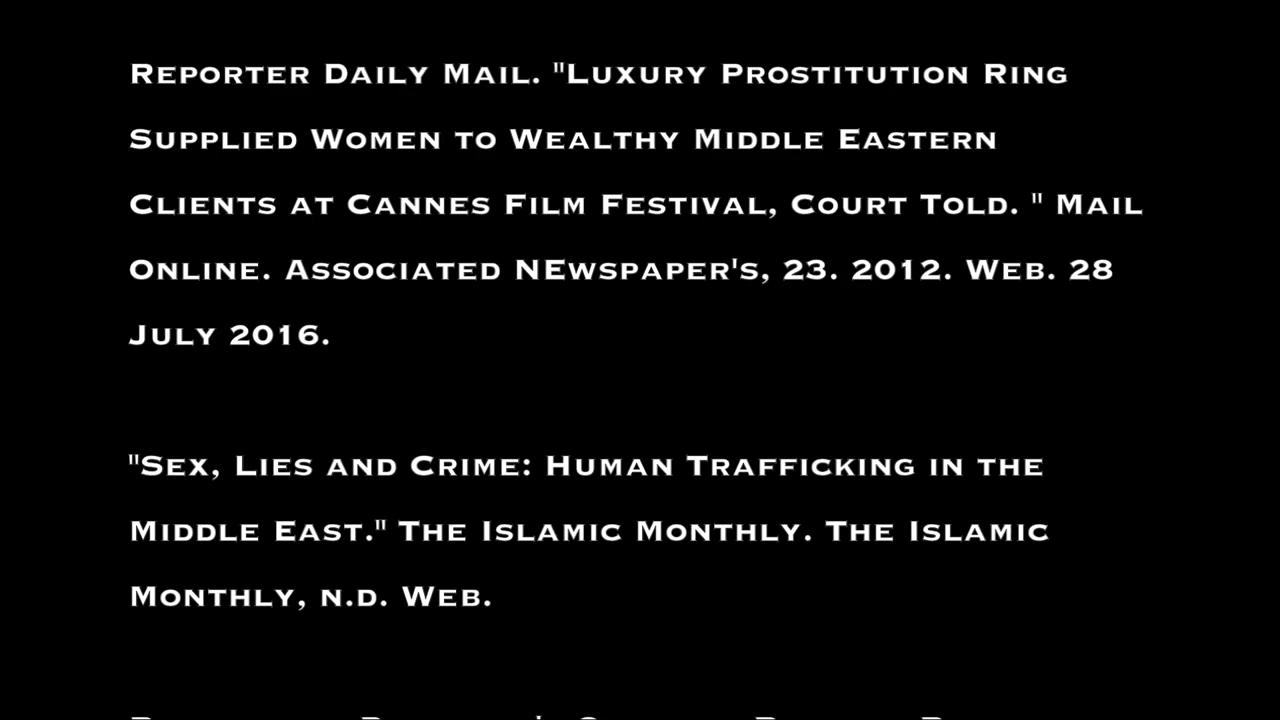 Reporter Daily Mail. "Luxury Prostitution Ring
Supplied Women to Wealthy Middle Eastern
Clients at Cannes Film Festival, Court Told. " Mail
Online. Associated NEwspaper's, 23. 2012. Web. 28
July 2016.
"Sex, Lies and Crime: Human Trafficking in the
Middle East." The Islamic Monthly. The Islamic
Monthly, n.d. Web.